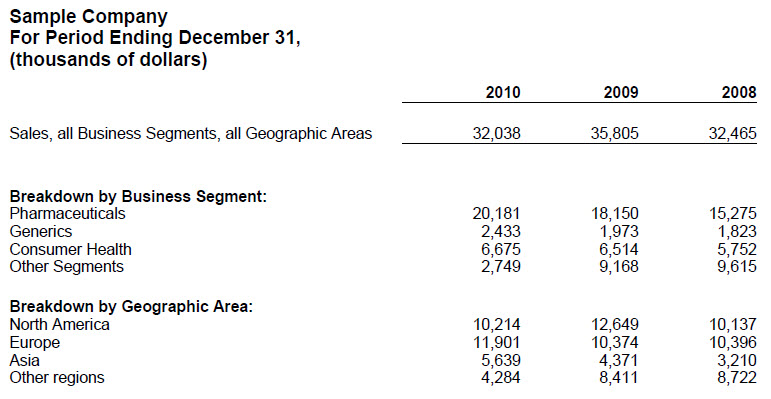 Sample Company
For Period Ending December 31,
(thousands of dollars)
2010 2009 2008
Sales, all Business Segments, all Geographic Areas 32,038 35,805 32,465
Breakdown by Business Segment:
Pharmaceuticals 20,181 18,150 15,275
Generics 2,433 1,973 1,823
Consumer Health 6,675 6,514 5,752
Other Segments 2,749 9,168 9,615
Breakdown by Geographic Area:
North America 10,214 12,649 10,137
Europe 11,901 10,374 10,396
Asia 5,639 4,371 3,210
Other regions 4,284 8,411 8,722